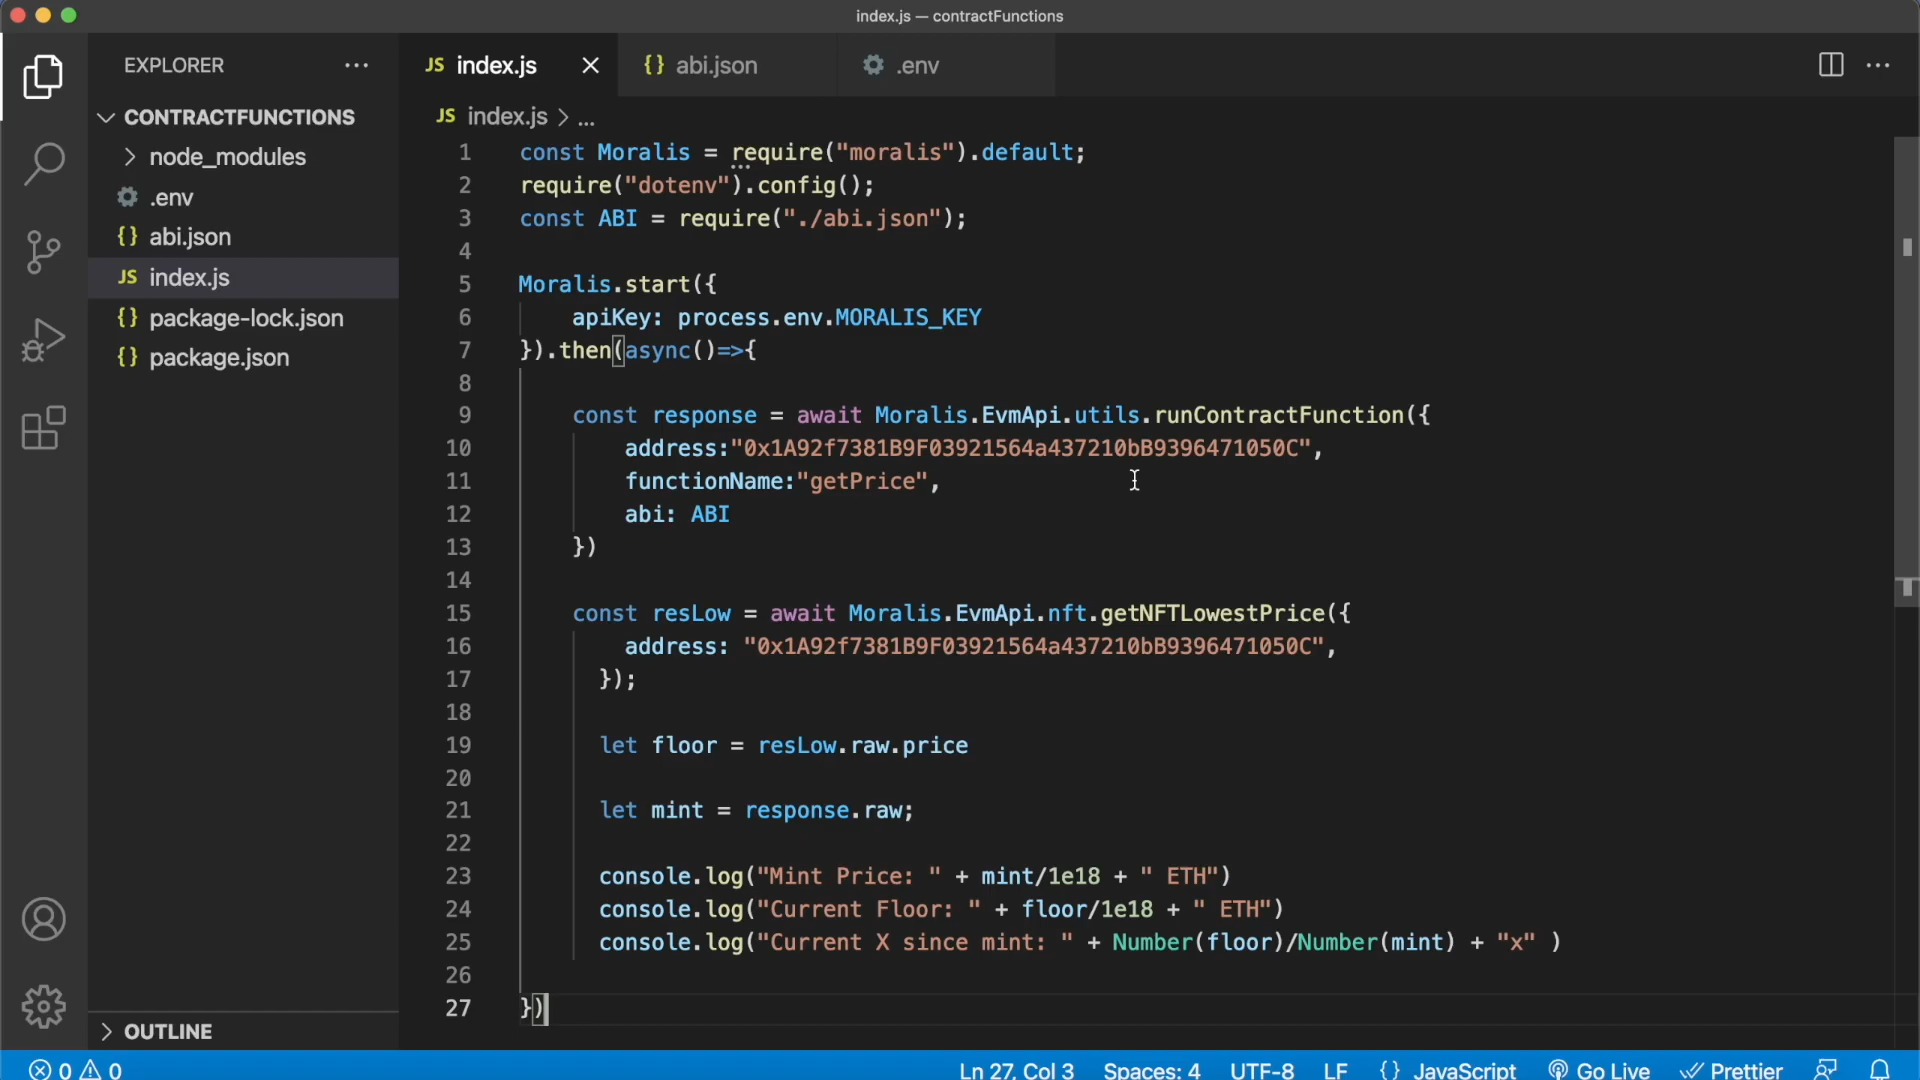 index.js — contractFunctions
EXPLORER
JS index.js
{} abi.json
.env
CONTRACTFUNCTIONS
node_modules
.env
{} abi.json
JS index.js
{} package-lock.json
{} package.json
JS index.js > ...
1 const Moralis = require("moralis").default;
2 require("dotenv").config();
3 const ABI = require("./abi.json");
4
5 Moralis.start({
6 apiKey: process.env.MORALIS_KEY
7 }).then(async()=>{
8
9 const response = await Moralis.EvmApi.utils.runContractFunction({
10 address:"0x1A92f7381B9F03921564a437210bB9396471050C",
11 functionName:"getPrice",
12 abi: ABI
13 })
14
15 const resLow = await Moralis.EvmApi.nft.getNFTLowestPrice({
16 address: "0x1A92f7381B9F03921564a437210bB9396471050C",
17 });
18
19 let floor = resLow.raw.price
20
21 let mint = response.raw;
22
23 console.log("Mint Price: " + mint/1e18 + " ETH")
24 console.log("Current Floor: " + floor/1e18 + " ETH")
25 console.log("Current X since mint: " + Number(floor)/Number(mint) + "x" )
26
27 })
OUTLINE
0 0
Ln 27, Col 3
Spaces: 4
UTF-8
LF
{} JavaScript
Go Live
Prettier